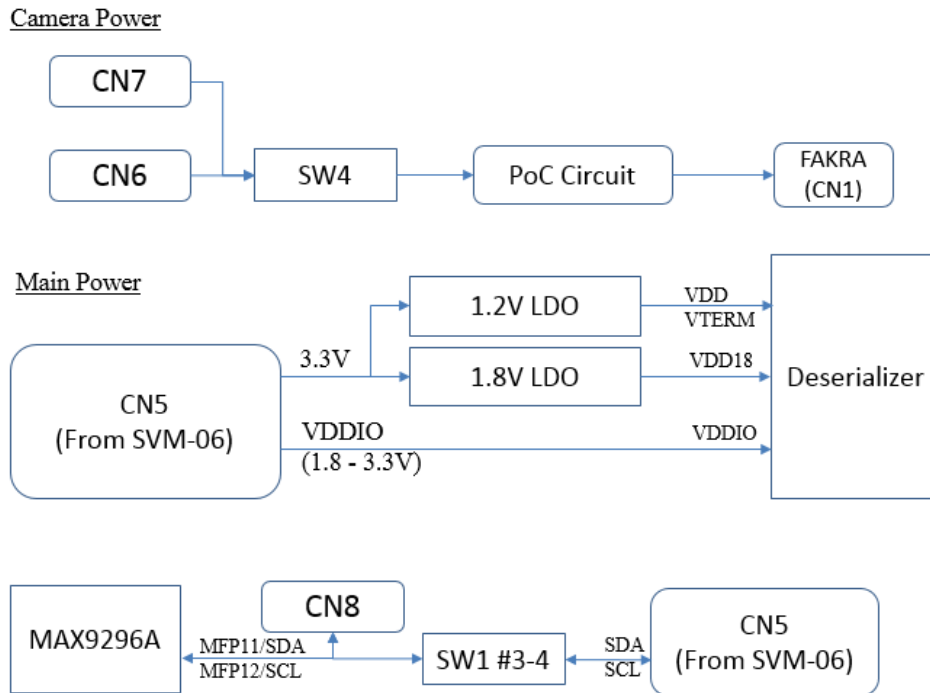 Camera Power
CN7
CN6
SW4
PoC Circuit
FAKRA
(CN1)
Main Power
1.2V LDO
VDD
VTERM
3.3V
1.8V LDO
VDD18
Deserializer
CN5
(From SVM-06)
VDDIO
(1.8 - 3.3V)
VDDIO
MAX9296A
MFP11/SDA
MFP12/SCL
CN8
SW1 #3-4
SDA
SCL
CN5
(From SVM-06)